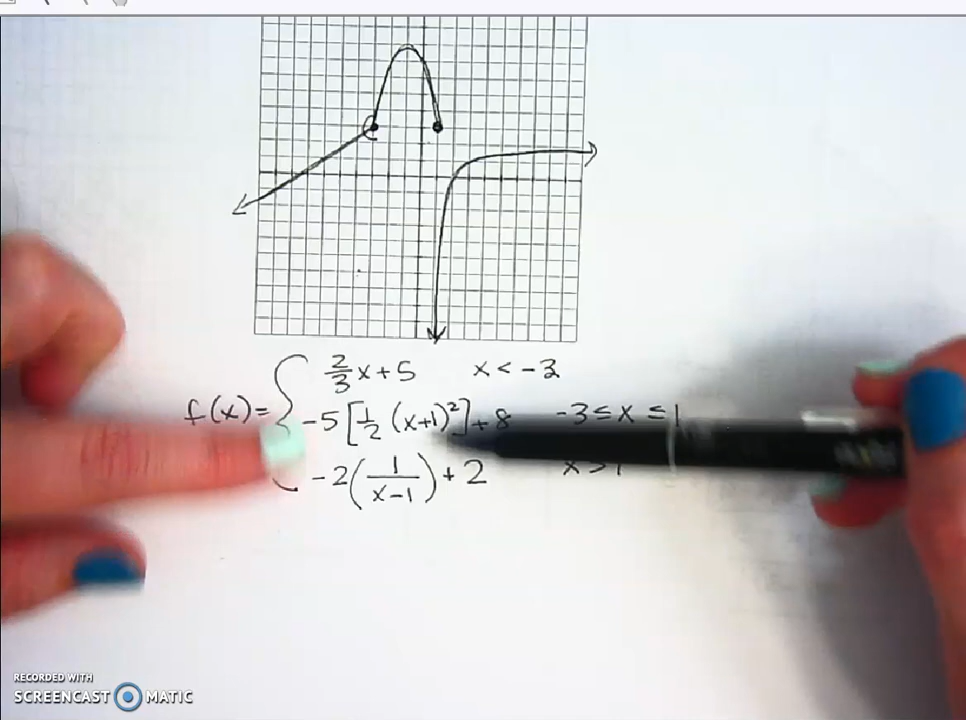 2/3 x + 5 x < -3
f(x) = { -5[1/2 (x+1)²] + 8 -3 ≤ x ≤ 1
-2(1/(x-1)) + 2 x > 1
RECORDED WITH
SCREENCAST MATIC